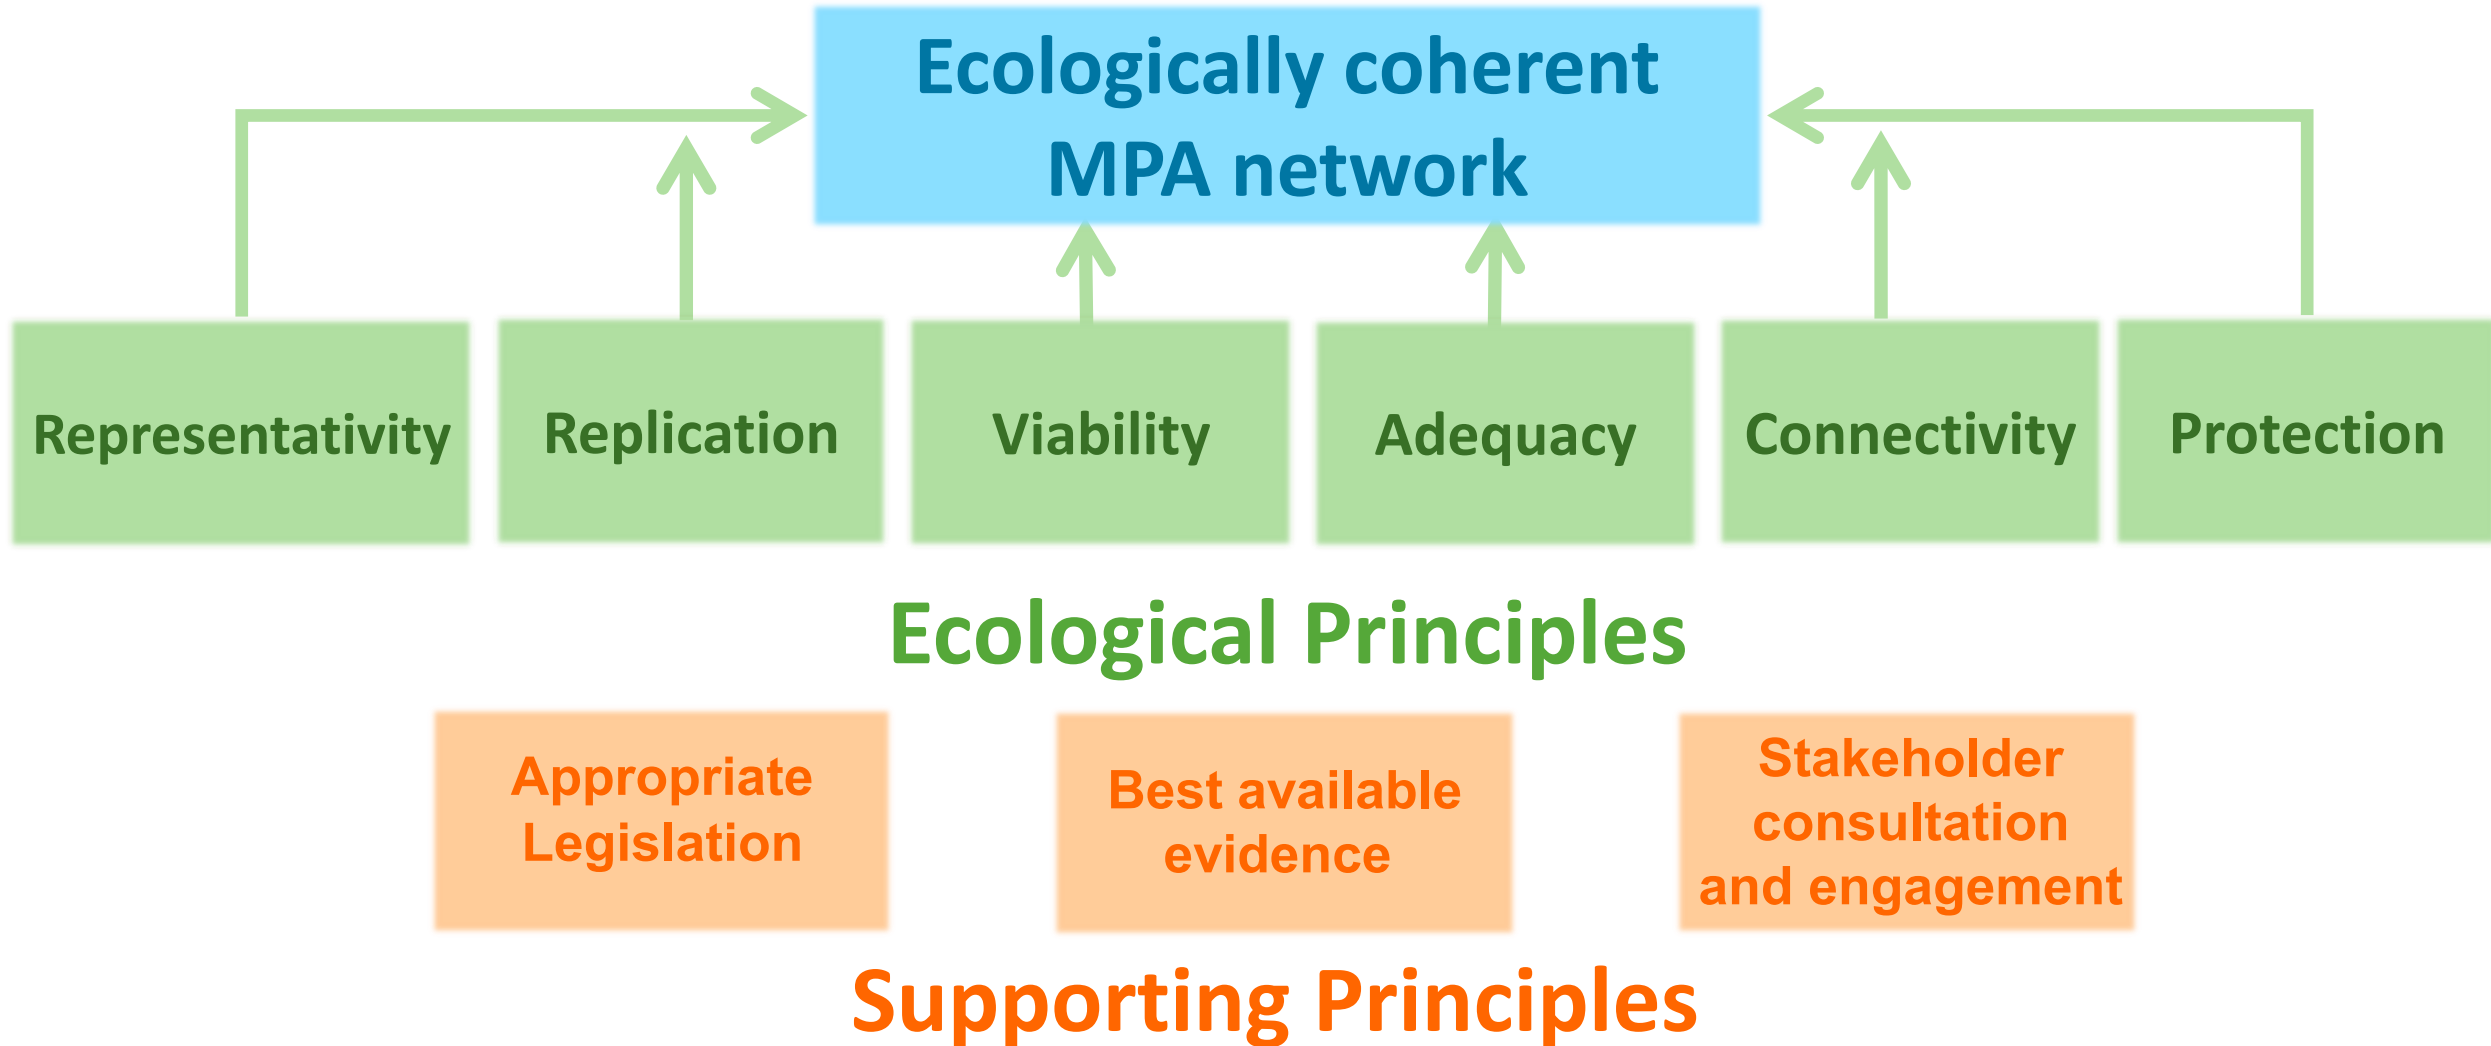 Ecologically coherent
MPA network
Representativity
Replication
Viability
Adequacy
Connectivity
Protection
Ecological Principles
Appropriate
Legislation
Best available
evidence
Stakeholder
consultation
and engagement
Supporting Principles